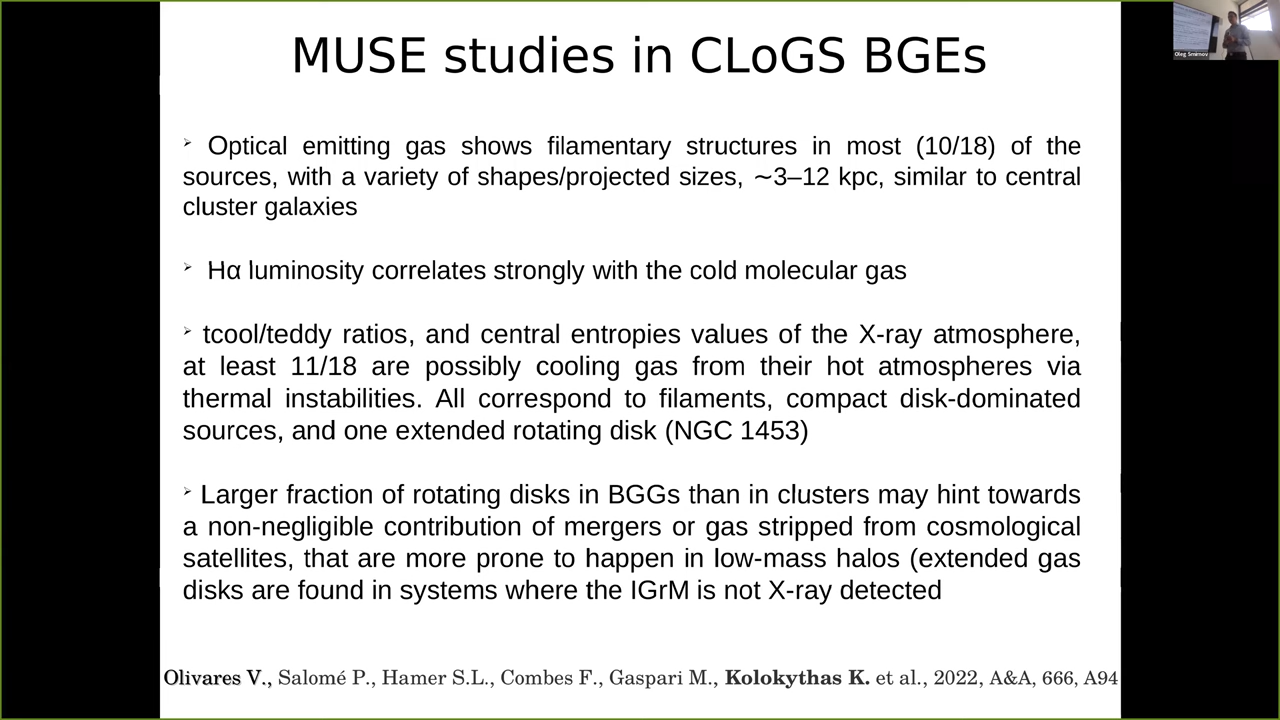 MUSE studies in CLoGS BGEs
Oleg Smirnov
➢ Optical emitting gas shows filamentary structures in most (10/18) of the
sources, with a variety of shapes/projected sizes, ∼3–12 kpc, similar to central
cluster galaxies
➢ Hα luminosity correlates strongly with the cold molecular gas
➢ tcool/teddy ratios, and central entropies values of the X-ray atmosphere,
at least 11/18 are possibly cooling gas from their hot atmospheres via
thermal instabilities. All correspond to filaments, compact disk-dominated
sources, and one extended rotating disk (NGC 1453)
➢ Larger fraction of rotating disks in BGGs than in clusters may hint towards
a non-negligible contribution of mergers or gas stripped from cosmological
satellites, that are more prone to happen in low-mass halos (extended gas
disks are found in systems where the IGrM is not X-ray detected
Olivares V., Salomé P., Hamer S.L., Combes F., Gaspari M., Kolokythas K. et al., 2022, A&A, 666, A94